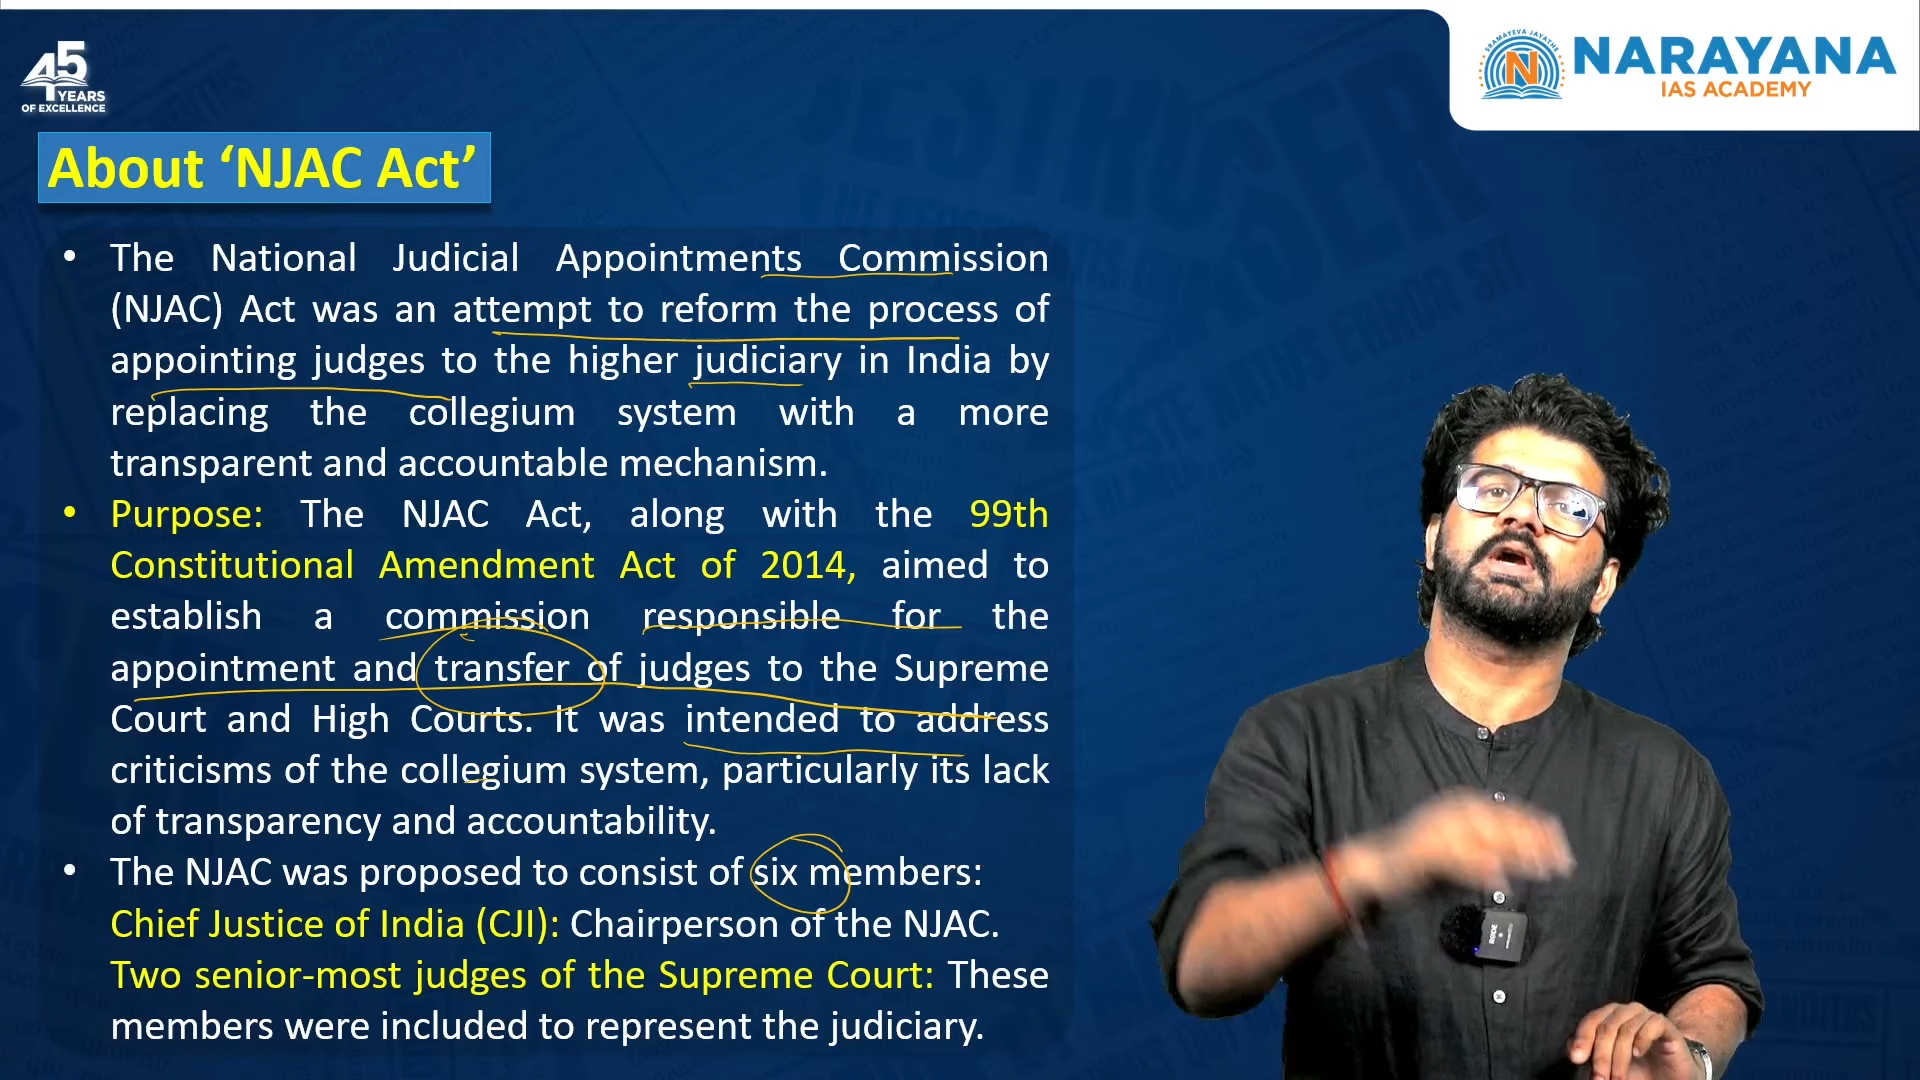 45
YEARS
OF EXCELLENCE
SRAMAYEVA JAYATHE
N
NARAYANA
IAS ACADEMY
About ‘NJAC Act’
• The National Judicial Appointments Commission
(NJAC) Act was an attempt to reform the process of
appointing judges to the higher judiciary in India by
replacing the collegium system with a more
transparent and accountable mechanism.
• Purpose: The NJAC Act, along with the 99th
Constitutional Amendment Act of 2014, aimed to
establish a commission responsible for the
appointment and transfer of judges to the Supreme
Court and High Courts. It was intended to address
criticisms of the collegium system, particularly its lack
of transparency and accountability.
• The NJAC was proposed to consist of six members:
Chief Justice of India (CJI): Chairperson of the NJAC.
Two senior-most judges of the Supreme Court: These
members were included to represent the judiciary.
RODE